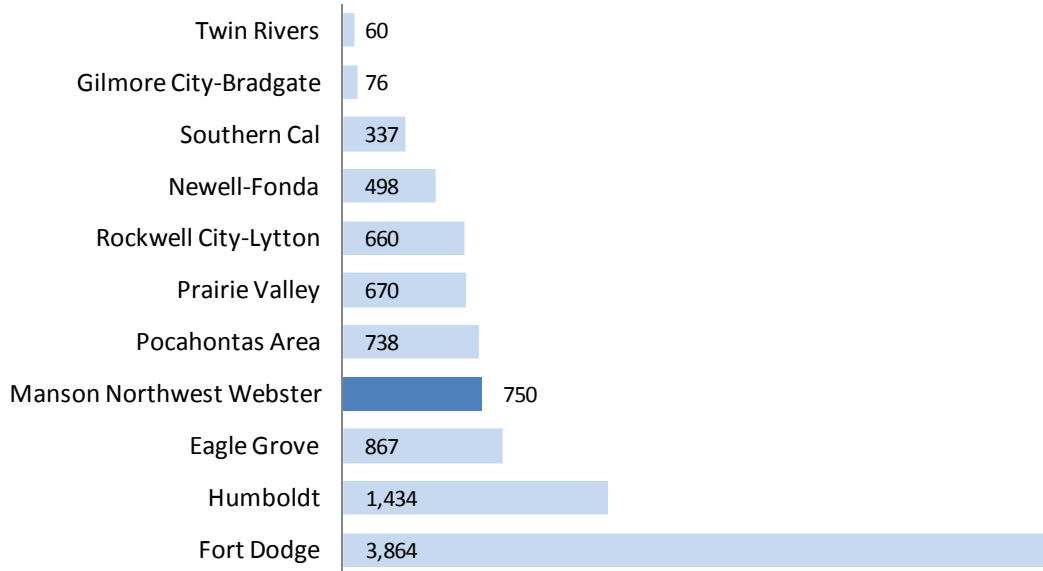 Twin Rivers 60
Gilmore City-Bradgate 76
Southern Cal 337
Newell-Fonda 498
Rockwell City-Lytton 660
Prairie Valley 670
Pocahontas Area 738
Manson Northwest Webster 750
Eagle Grove 867
Humboldt 1,434
Fort Dodge 3,864